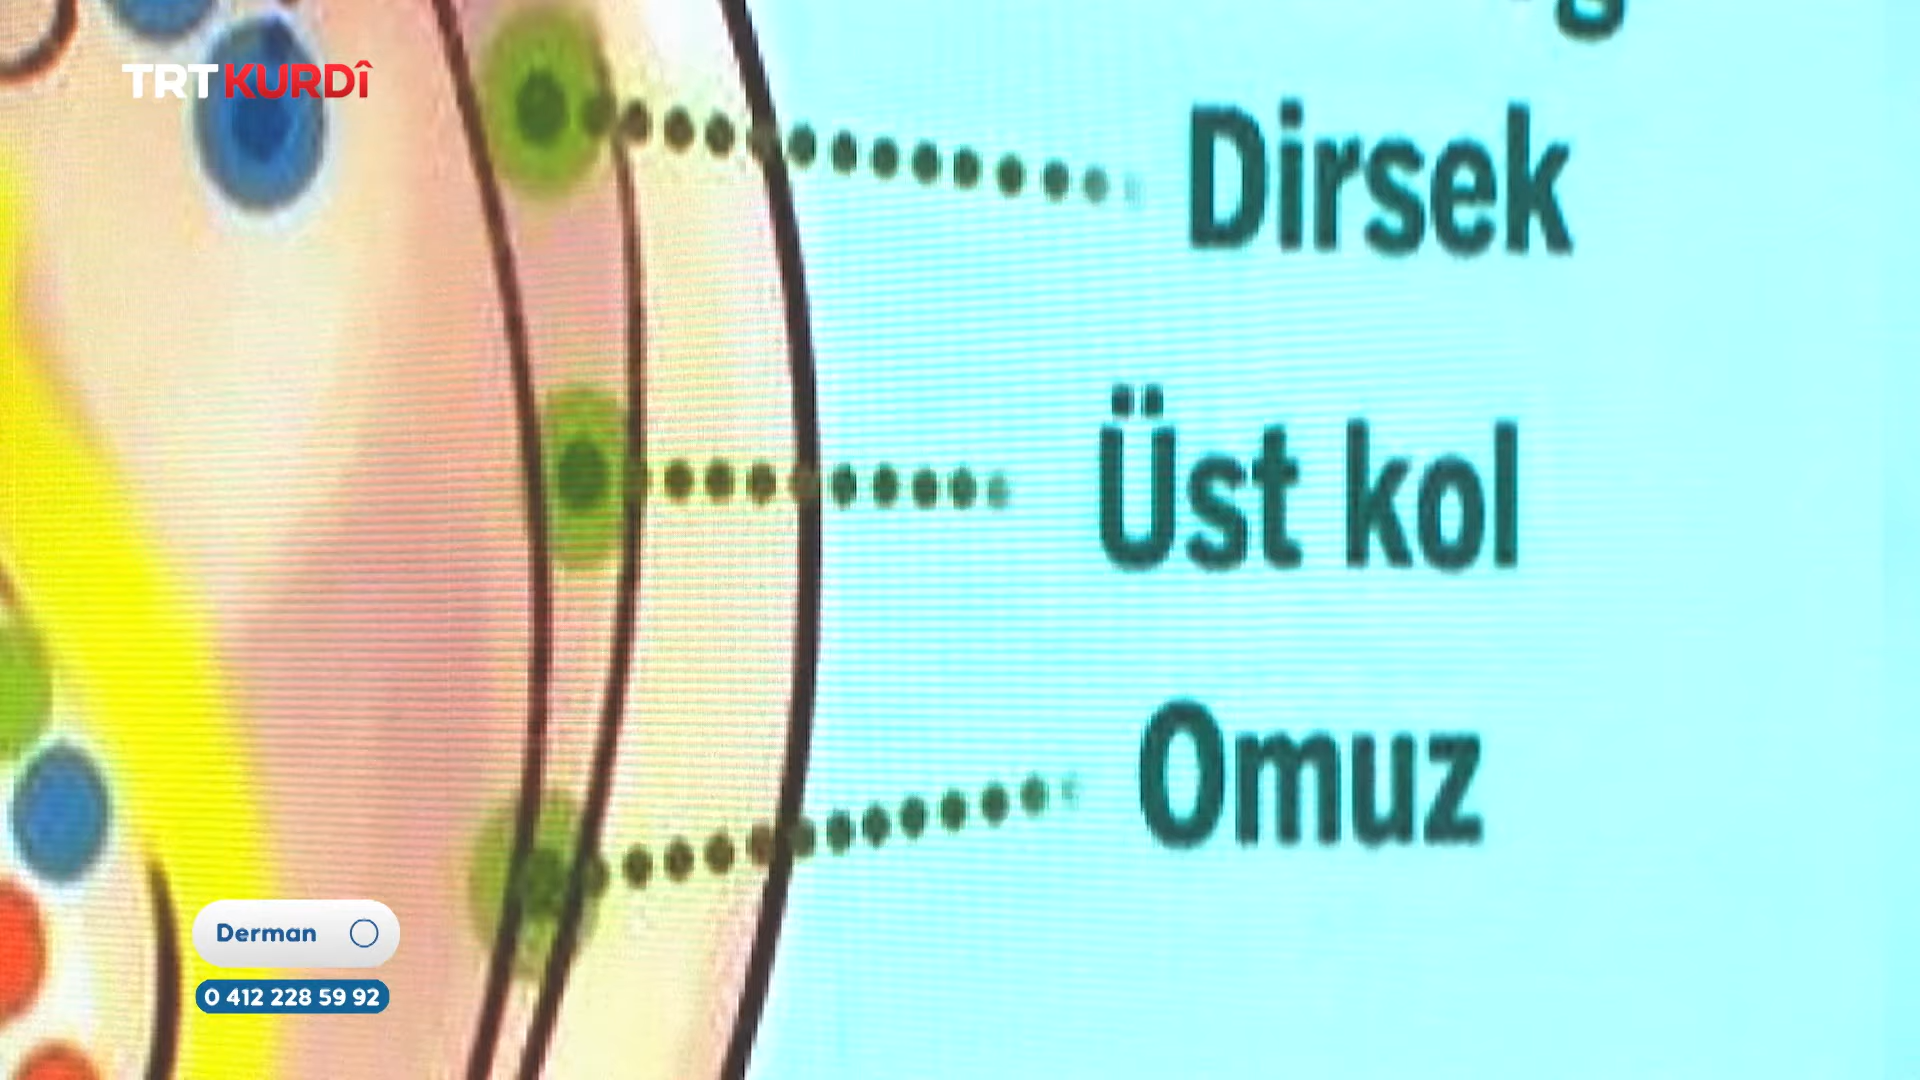 TRT KURDÎ
Dirsek
Üst kol
Omuz
Derman
0 412 228 59 92